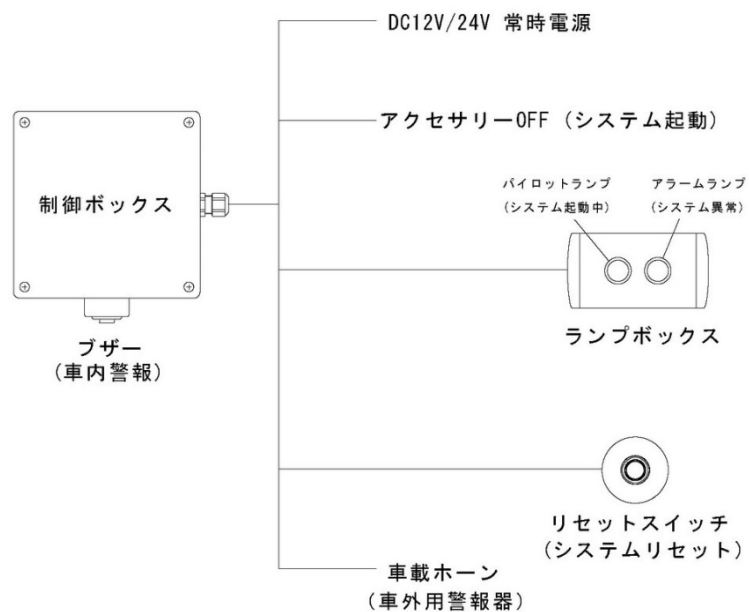 DC12V/24V 常時電源
アクセサリーOFF (システム起動)
制御ボックス
パイロットランプ
(システム起動中)
アラームランプ
(システム異常)
ランプボックス
ブザー
(車内警報)
リセットスイッチ
(システムリセット)
車載ホーン
(車外用警報器)